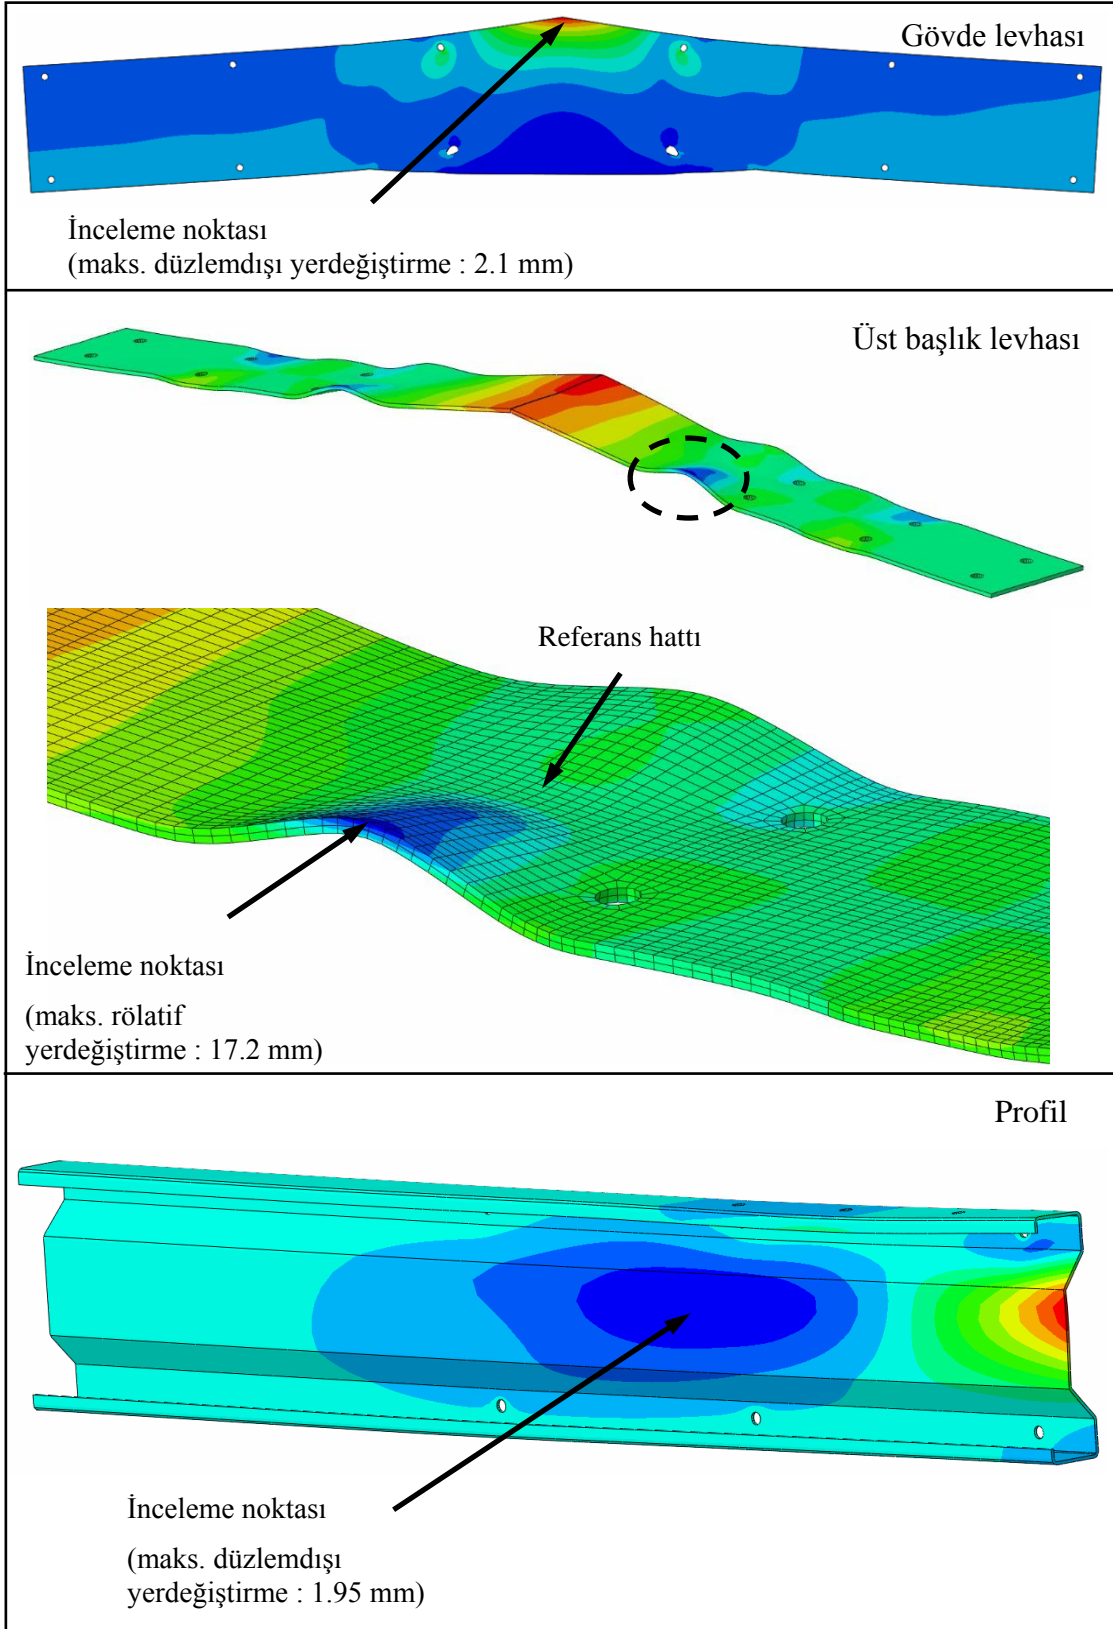 Gövde levhası
İnceleme noktası
(maks. düzlemdışı yerdeğiştirme : 2.1 mm)
Üst başlık levhası
Referans hattı
İnceleme noktası
(maks. rölatif
yerdeğiştirme : 17.2 mm)
Profil
İnceleme noktası
(maks. düzlemdışı
yerdeğiştirme : 1.95 mm)